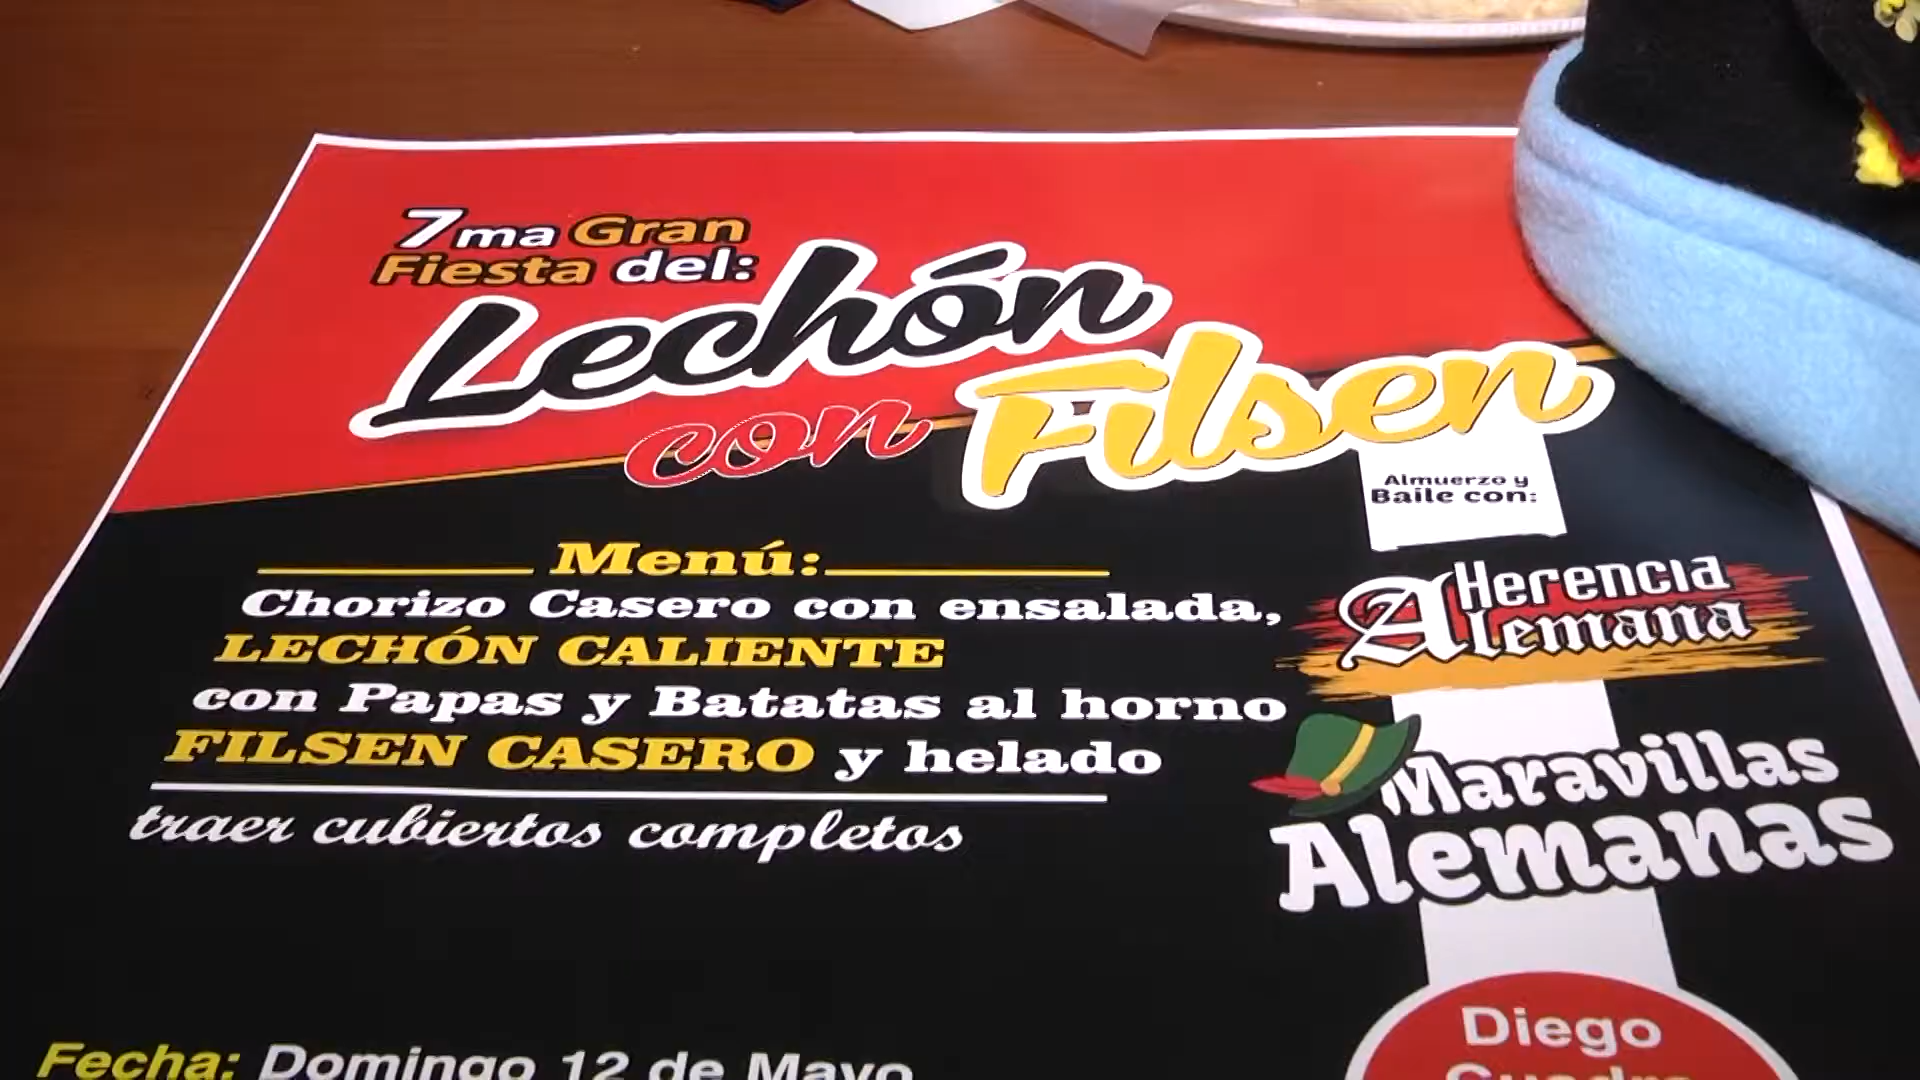 7ma Gran
Fiesta del:
Lechón
con Filsen
Menú:
Chorizo Casero con ensalada,
LECHÓN CALIENTE
con Papas y Batatas al horno
FILSEN CASERO y helado
traer cubiertos completos
Almuerzo y
Baile con:
Herencia
Alemana
Maravillas
Alemanas
Diego
Fecha: Domingo 12 de Mayo